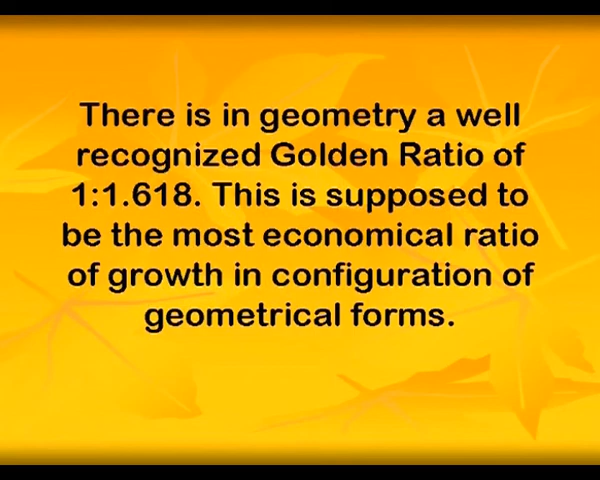 There is in geometry a well
recognized Golden Ratio of
1:1.618. This is supposed to
be the most economical ratio
of growth in configuration of
geometrical forms.